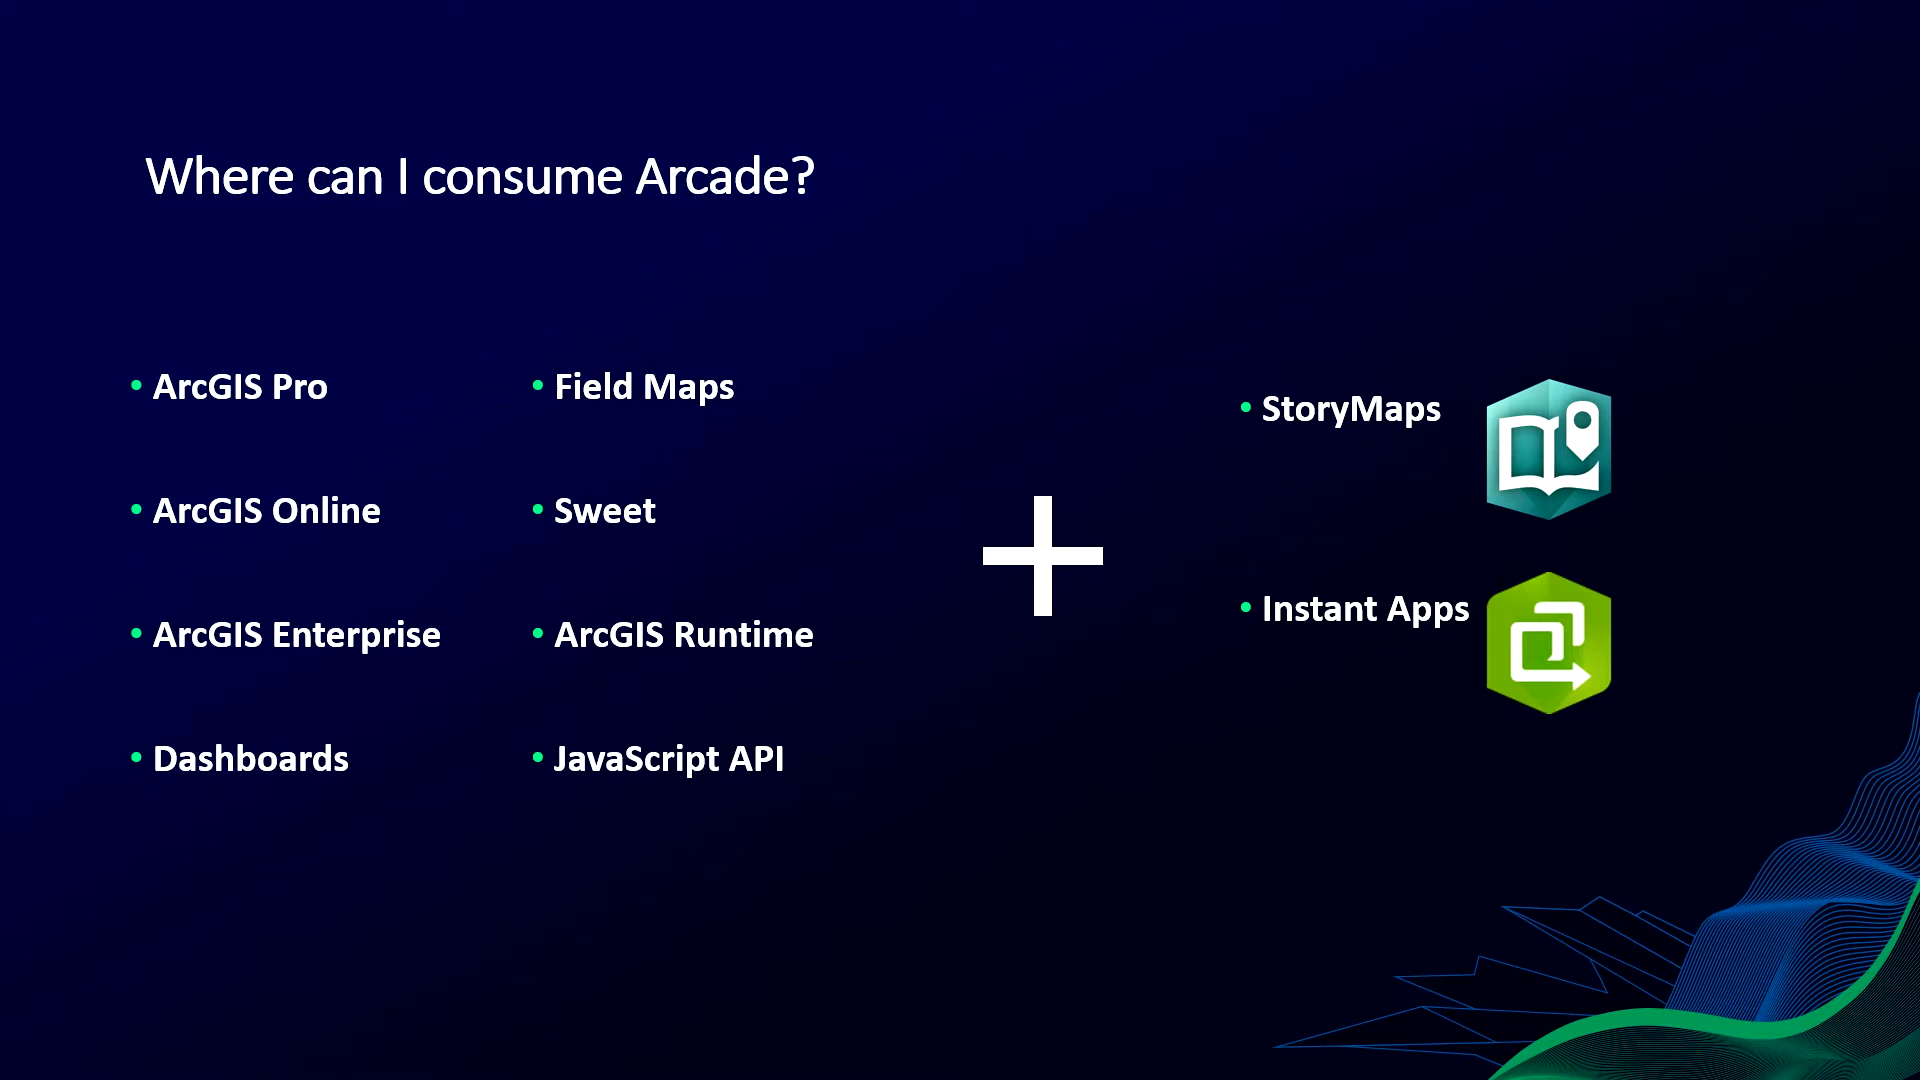 Where can I consume Arcade?
• ArcGIS Pro
• ArcGIS Online
• ArcGIS Enterprise
• Dashboards
• Field Maps
• Sweet
• ArcGIS Runtime
• JavaScript API
+
• StoryMaps
• Instant Apps